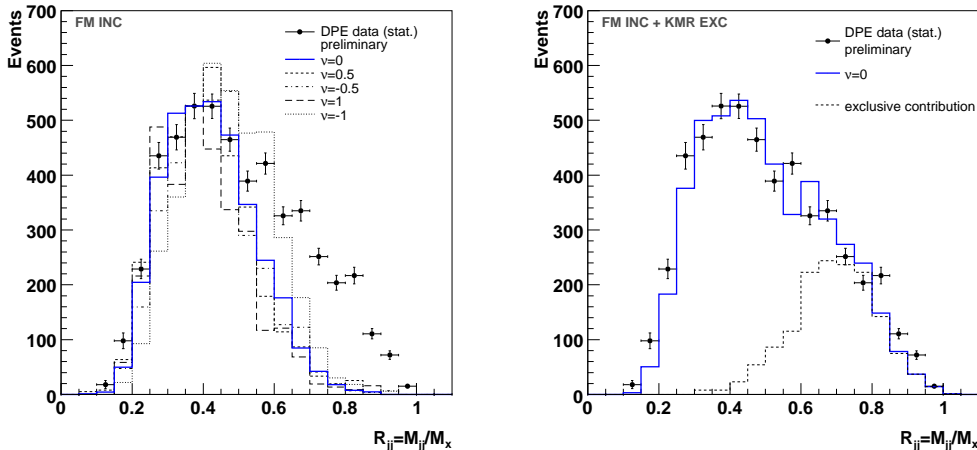 FM INC
Events
700
600
500
400
300
200
100
0
DPE data (stat.)
preliminary
ν=0
ν=0.5
ν=-0.5
ν=1
ν=-1
0
0.2
0.4
0.6
0.8
1
R_jj=M_jj/M_x
FM INC + KMR EXC
Events
700
600
500
400
300
200
100
0
DPE data (stat.)
preliminary
ν=0
exclusive contribution
0
0.2
0.4
0.6
0.8
1
R_jj=M_jj/M_x